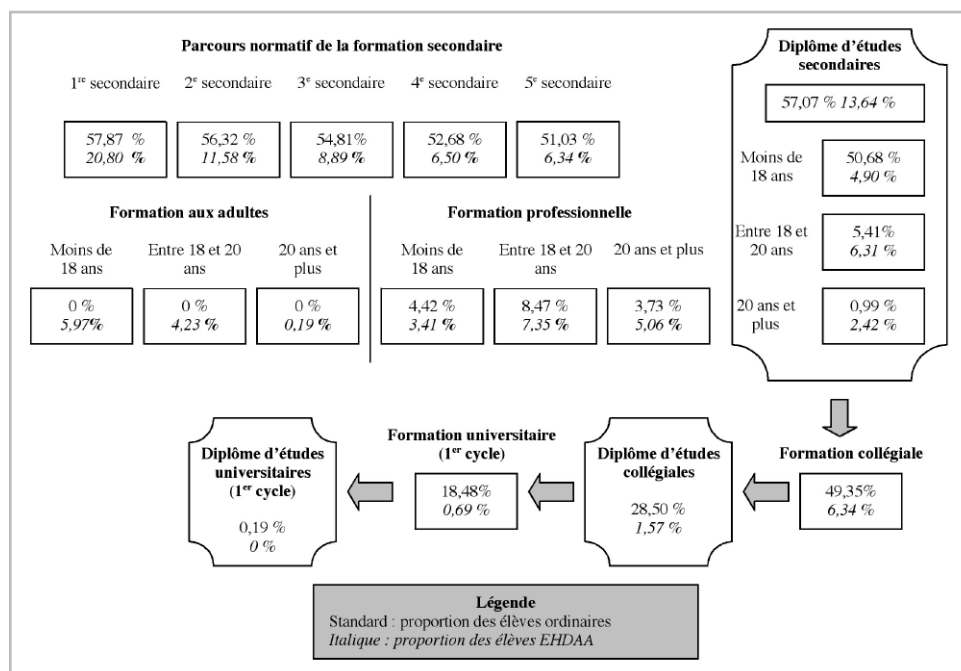 Parcours normatif de la formation secondaire
1re secondaire 2e secondaire 3e secondaire 4e secondaire 5e secondaire
57,87 % 56,32 % 54,81% 52,68 % 51,03 %
20,80 % 11,58 % 8,89 % 6,50 % 6,34 %
Formation aux adultes
Moins de 18 ans Entre 18 et 20 ans 20 ans et plus
0 % 0 % 0 %
5,97% 4,23 % 0,19 %
Formation professionnelle
Moins de 18 ans Entre 18 et 20 ans 20 ans et plus
4,42 % 8,47 % 3,73 %
3,41 % 7,35 % 5,06 %
Diplôme d'études
secondaires
57,07 % 13,64 %
Moins de
18 ans
50,68 %
4,90 %
Entre 18 et
20 ans
5,41%
6,31 %
20 ans et
plus
0,99 %
2,42 %
Formation collégiale
49,35%
6,34 %
Diplôme d'études
collégiales
28,50 %
1,57 %
Formation universitaire
(1er cycle)
18,48%
0,69 %
Diplôme d'études
universitaires
(1er cycle)
0,19 %
0 %
Légende
Standard : proportion des élèves ordinaires
Italique : proportion des élèves EHDAA